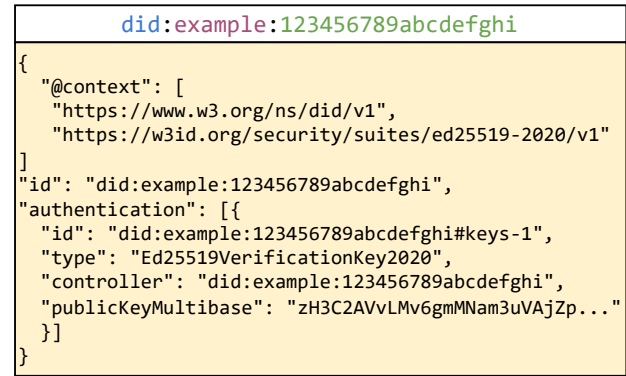 did:example:123456789abcdefghi
{
  "@context": [
   "https://www.w3.org/ns/did/v1",
   "https://w3id.org/security/suites/ed25519-2020/v1"
]
"id": "did:example:123456789abcdefghi",
"authentication": [{
  "id": "did:example:123456789abcdefghi#keys-1",
  "type": "Ed25519VerificationKey2020",
  "controller": "did:example:123456789abcdefghi",
  "publicKeyMultibase": "zH3C2AVvLMv6gmMNam3uVAjZp..."
  }]
}